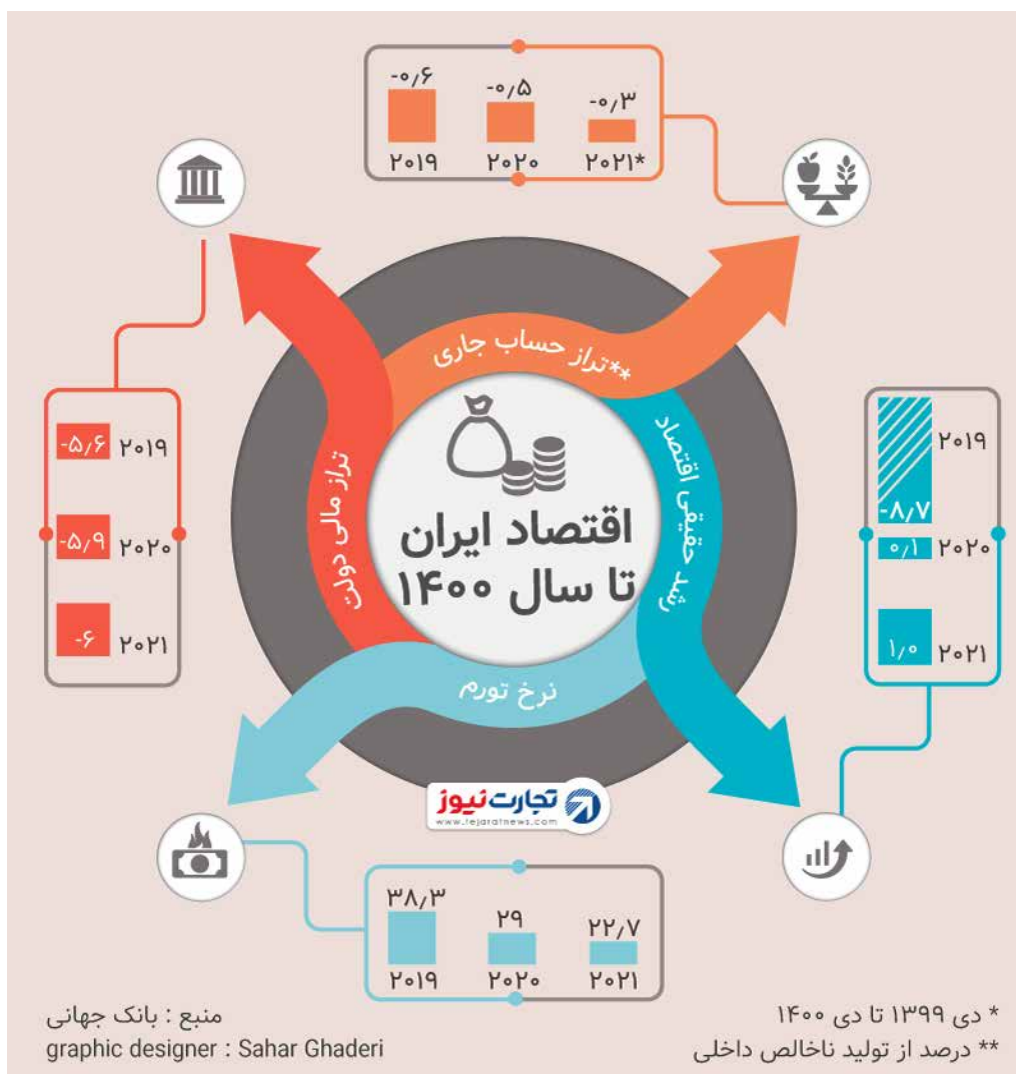 -۰٫۶
-۰٫۵
-۰٫۳
۲۰۱۹
۲۰۲۰
۲۰۲۱*
**تراز حساب جاری
تراز مالی دولت
رشد حقیقی اقتصاد
نرخ تورم
اقتصاد ایران
تا سال ۱۴۰۰
-۵٫۶ ۲۰۱۹
-۵٫۹ ۲۰۲۰
-۶ ۲۰۲۱
۲۰۱۹
-۸٫۷
۰٫۱ ۲۰۲۰
۱٫۰ ۲۰۲۱
تجارت‌نیوز
www.tejaratnews.com
۳۸٫۳
۲۹
۲۲٫۷
۲۰۱۹
۲۰۲۰
۲۰۲۱
* دی ۱۳۹۹ تا دی ۱۴۰۰
** درصد از تولید ناخالص داخلی
منبع : بانک جهانی
graphic designer : Sahar Ghaderi